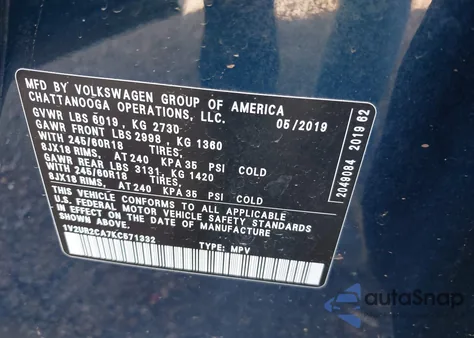 MFD BY VOLKSWAGEN GROUP OF AMERICA
CHATTANOOGA OPERATIONS, LLC. 05/2019
GVWR LBS 6019, KG 2730
GAWR FRONT LBS 2998 , KG 1360
WITH 245/60R18 TIRES,
8JX18 RIMS, AT 240 KPA 35 PSI COLD
GAWR REAR LBS 3131, KG 1420
WITH 245/60R18 TIRES,
8JX18 RIMS, AT 240 KPA 35 PSI COLD
THIS VEHICLE CONFORMS TO ALL APPLICABLE
U.S. FEDERAL MOTOR VEHICLE SAFETY STANDARDS
IN EFFECT ON THE DATE OF MANUFACTURE
SHOWN ABOVE.
1V2UR2CA7KC571332 TYPE: MPV
2049084 2019 62
autoSnap